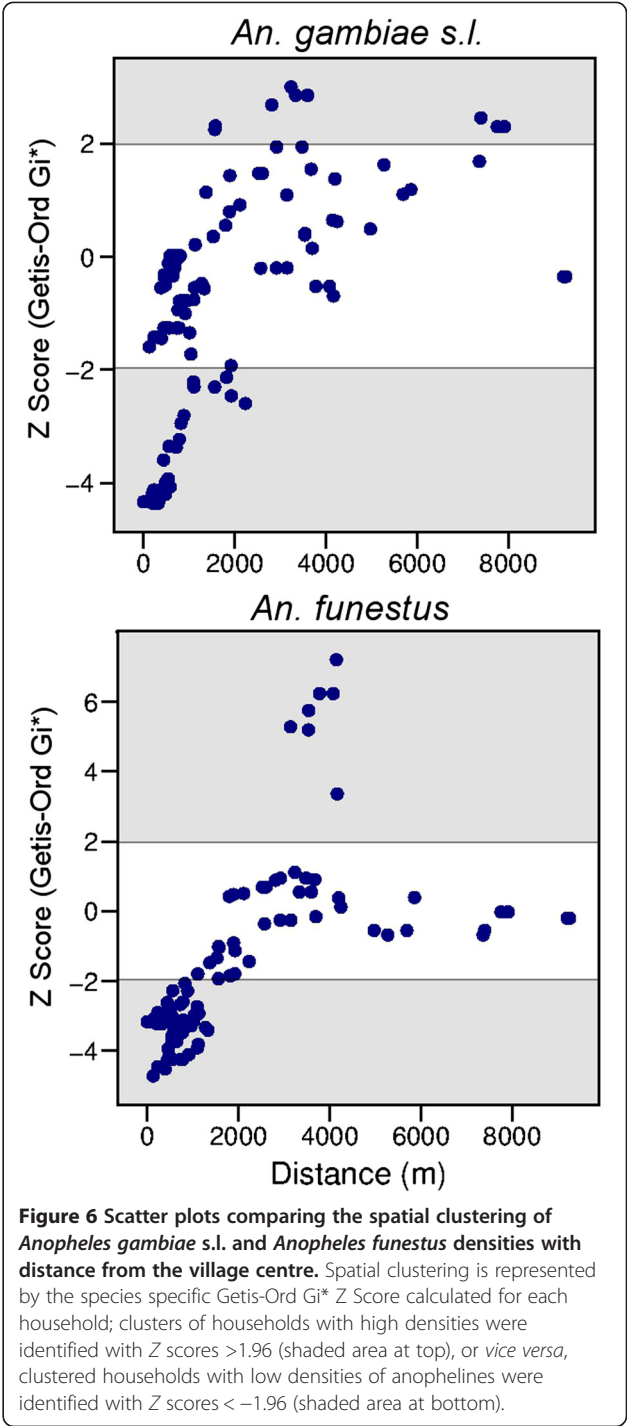 An. gambiae s.l.
Z Score (Getis-Ord Gi*)
2
0
−2
−4
0 2000 4000 6000 8000
An. funestus
Z Score (Getis-Ord Gi*)
6
4
2
0
−2
−4
0 2000 4000 6000 8000
Distance (m)
Figure 6 Scatter plots comparing the spatial clustering of
Anopheles gambiae s.l. and Anopheles funestus densities with
distance from the village centre. Spatial clustering is represented
by the species specific Getis-Ord Gi* Z Score calculated for each
household; clusters of households with high densities were
identified with Z scores >1.96 (shaded area at top), or vice versa,
clustered households with low densities of anophelines were
identified with Z scores < −1.96 (shaded area at bottom).